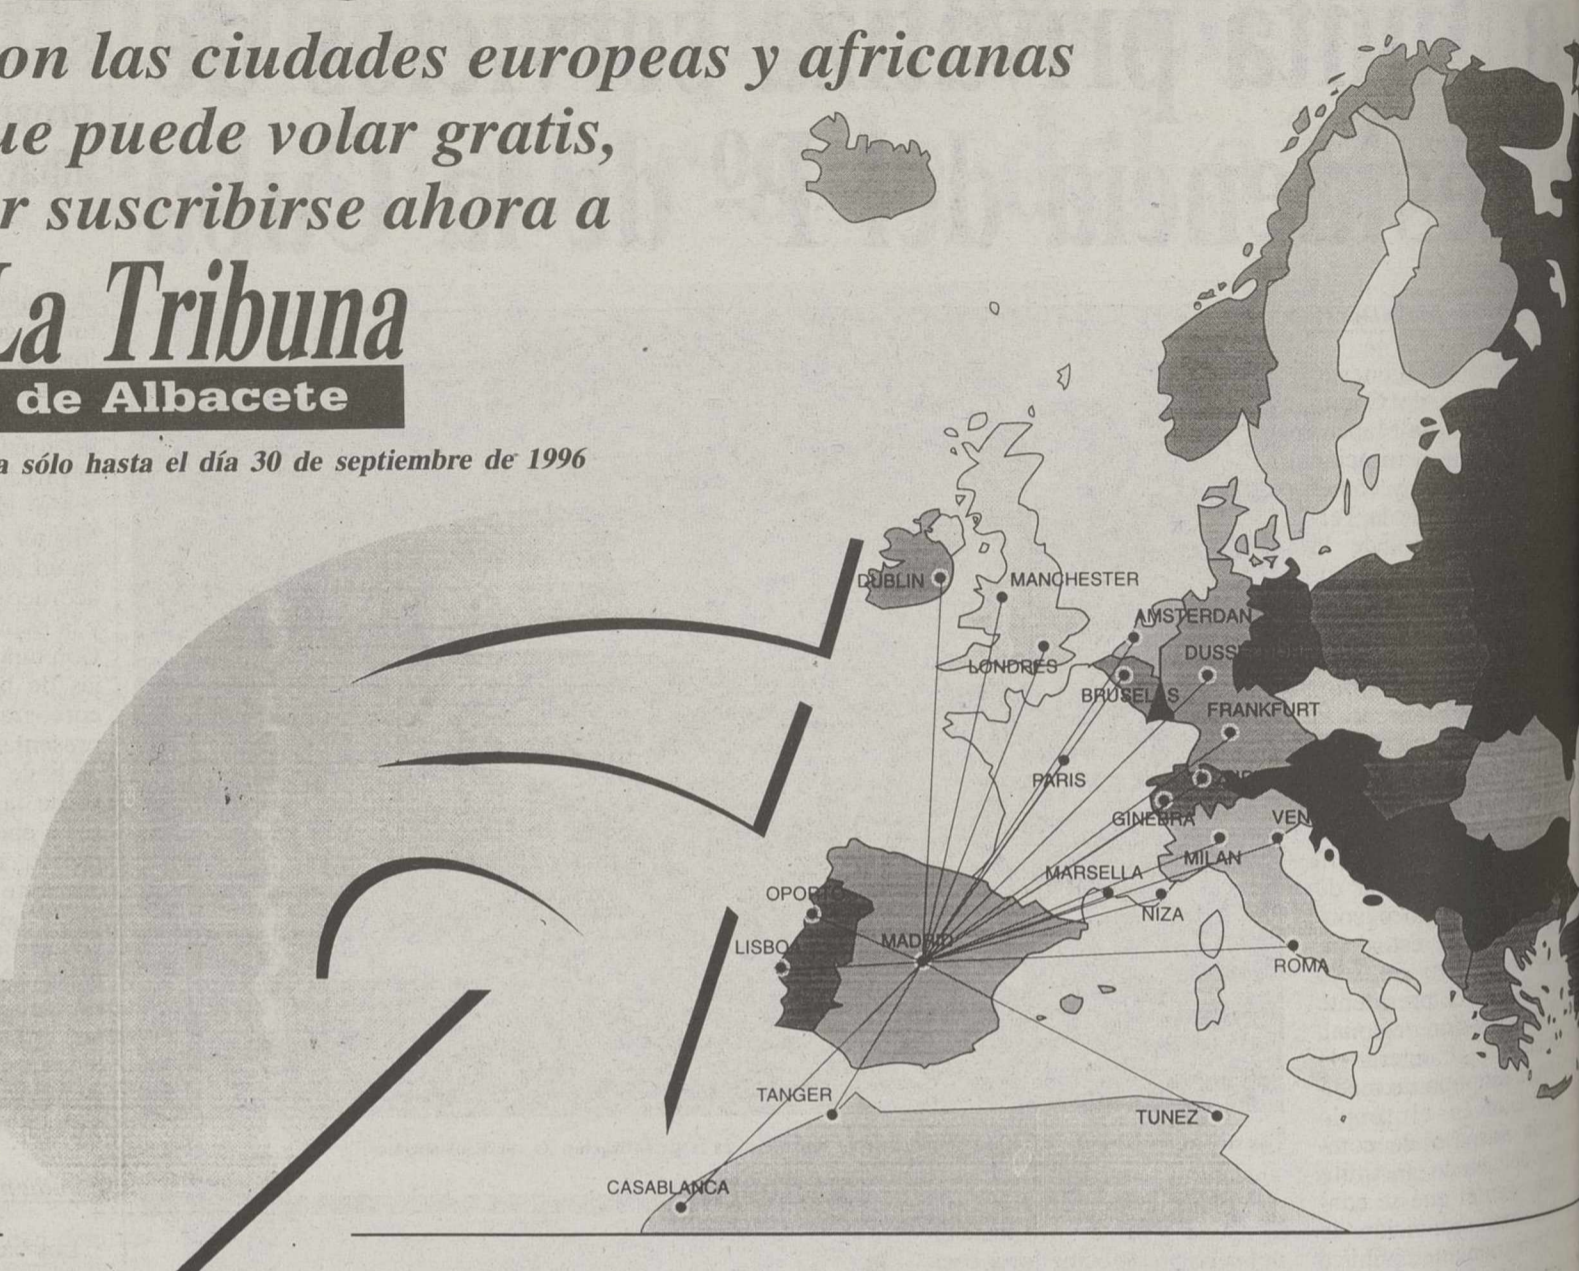 on las ciudades europeas y africanas
ue puede volar gratis,
r suscribirse ahora a
La Tribuna
de Albacete
a sólo hasta el día 30 de septiembre de 1996
DUBLIN
MANCHESTER
AMSTERDAN
LONDRES
DUSS
BRUSELAS
FRANKFURT
PARIS
GINEBRA
VEN
MILAN
MARSELLA
OPORTO
NIZA
LISBOA
MADRID
ROMA
TANGER
TUNEZ
CASABLANCA